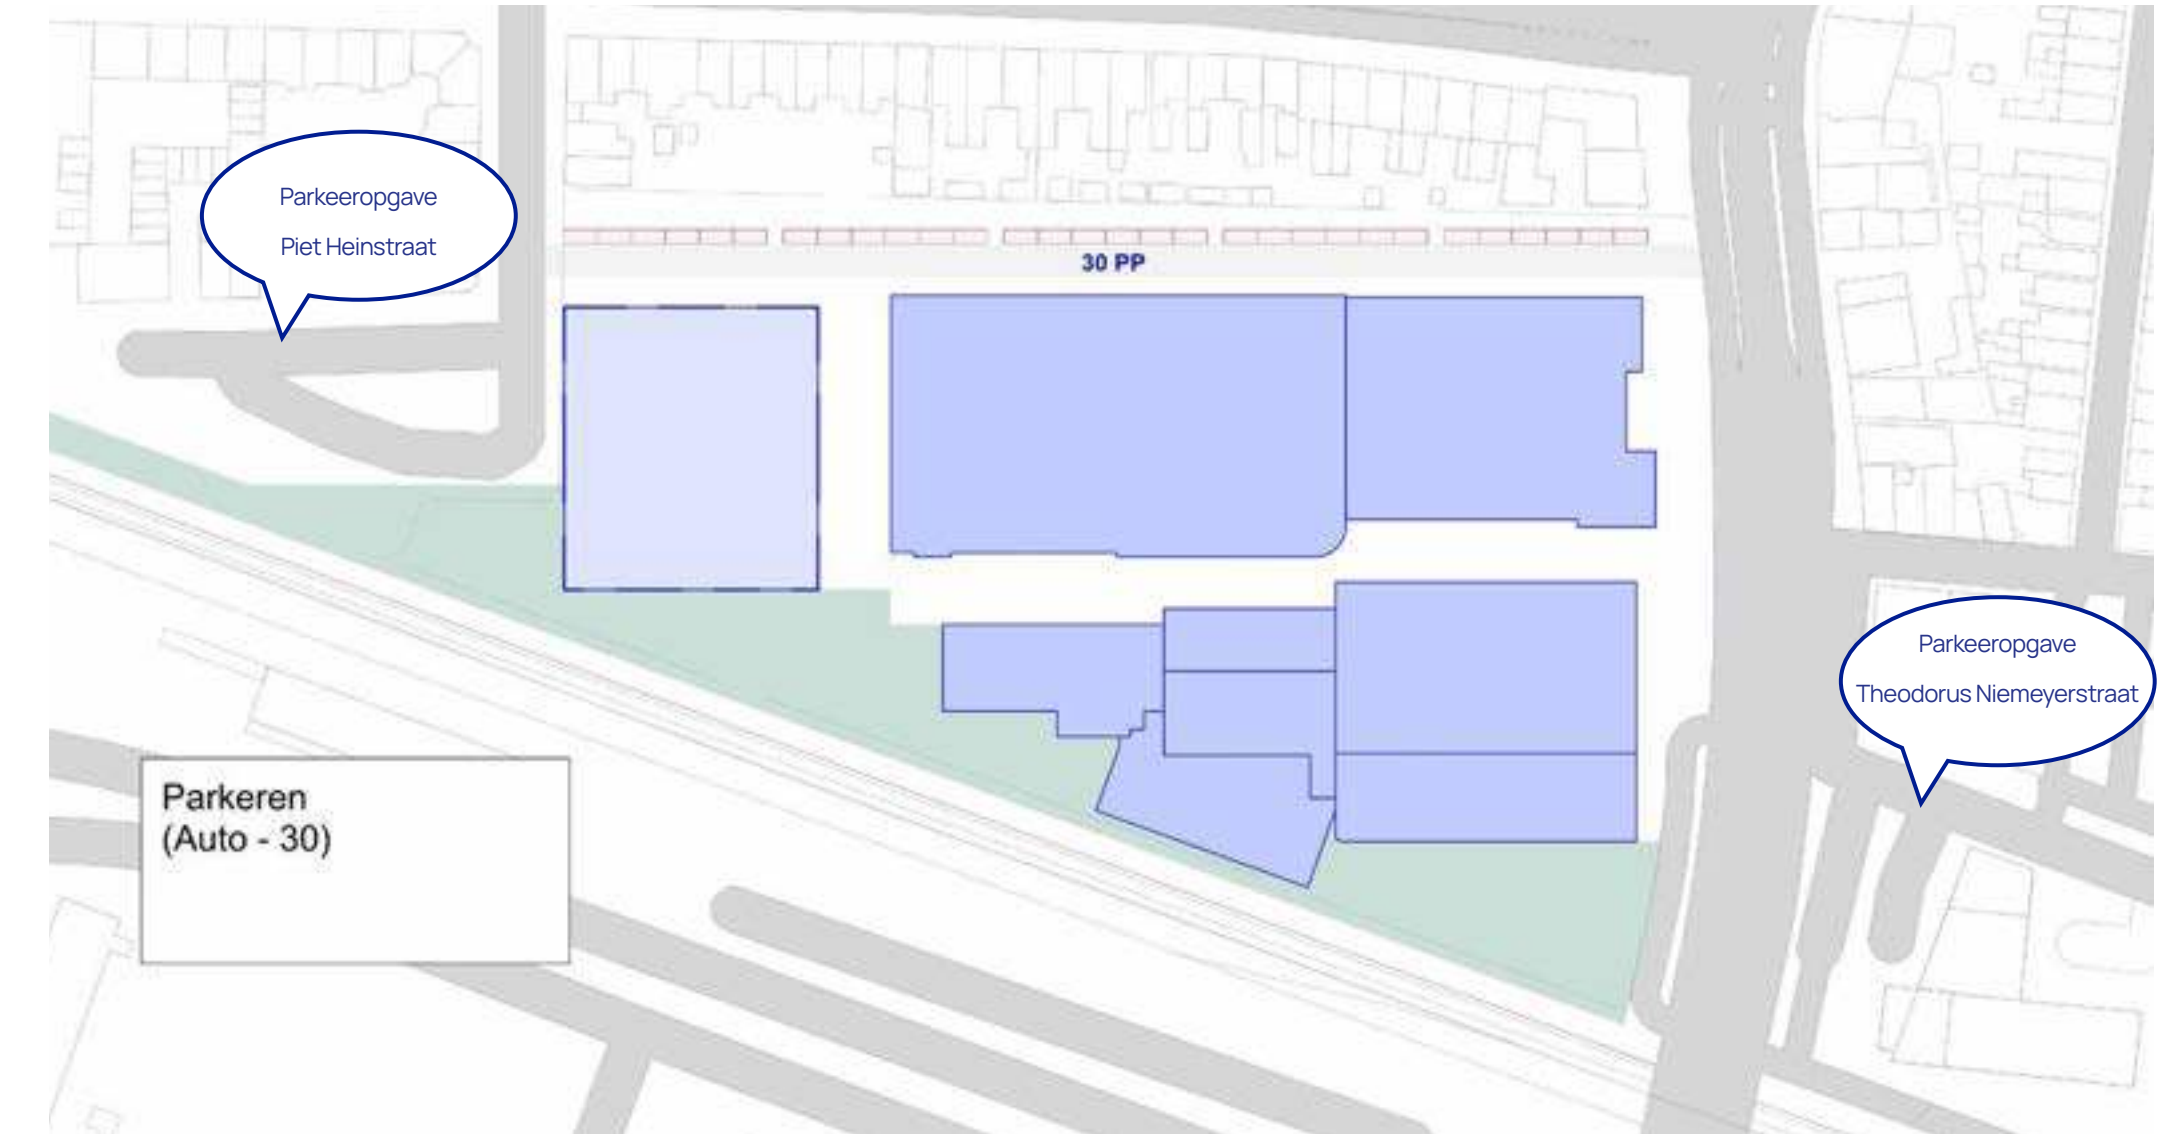 Parkeeropgave
Piet Heinstraat
30 PP
Parkeeropgave
Theodorus Niemeyerstraat
Parkeren
(Auto - 30)